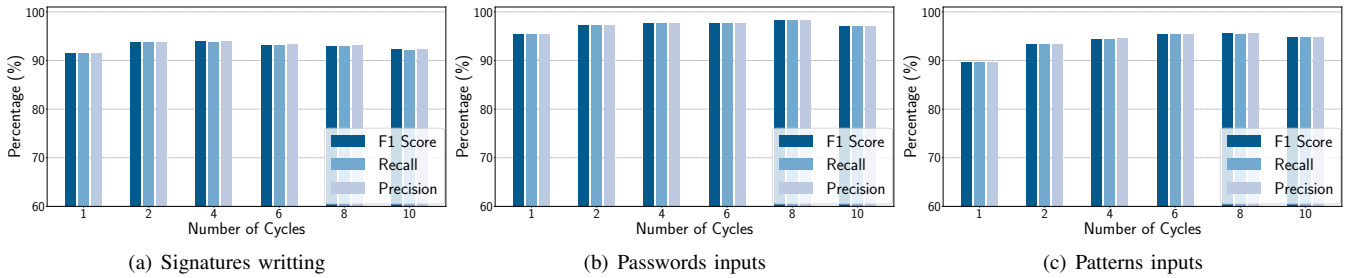 100
90
80
70
60
Percentage (%)
F1 Score
Recall
Precision
1 2 4 6 8 10
Number of Cycles
(a) Signatures writting
100
90
80
70
60
Percentage (%)
F1 Score
Recall
Precision
1 2 4 6 8 10
Number of Cycles
(b) Passwords inputs
100
90
80
70
60
Percentage (%)
F1 Score
Recall
Precision
1 2 4 6 8 10
Number of Cycles
(c) Patterns inputs